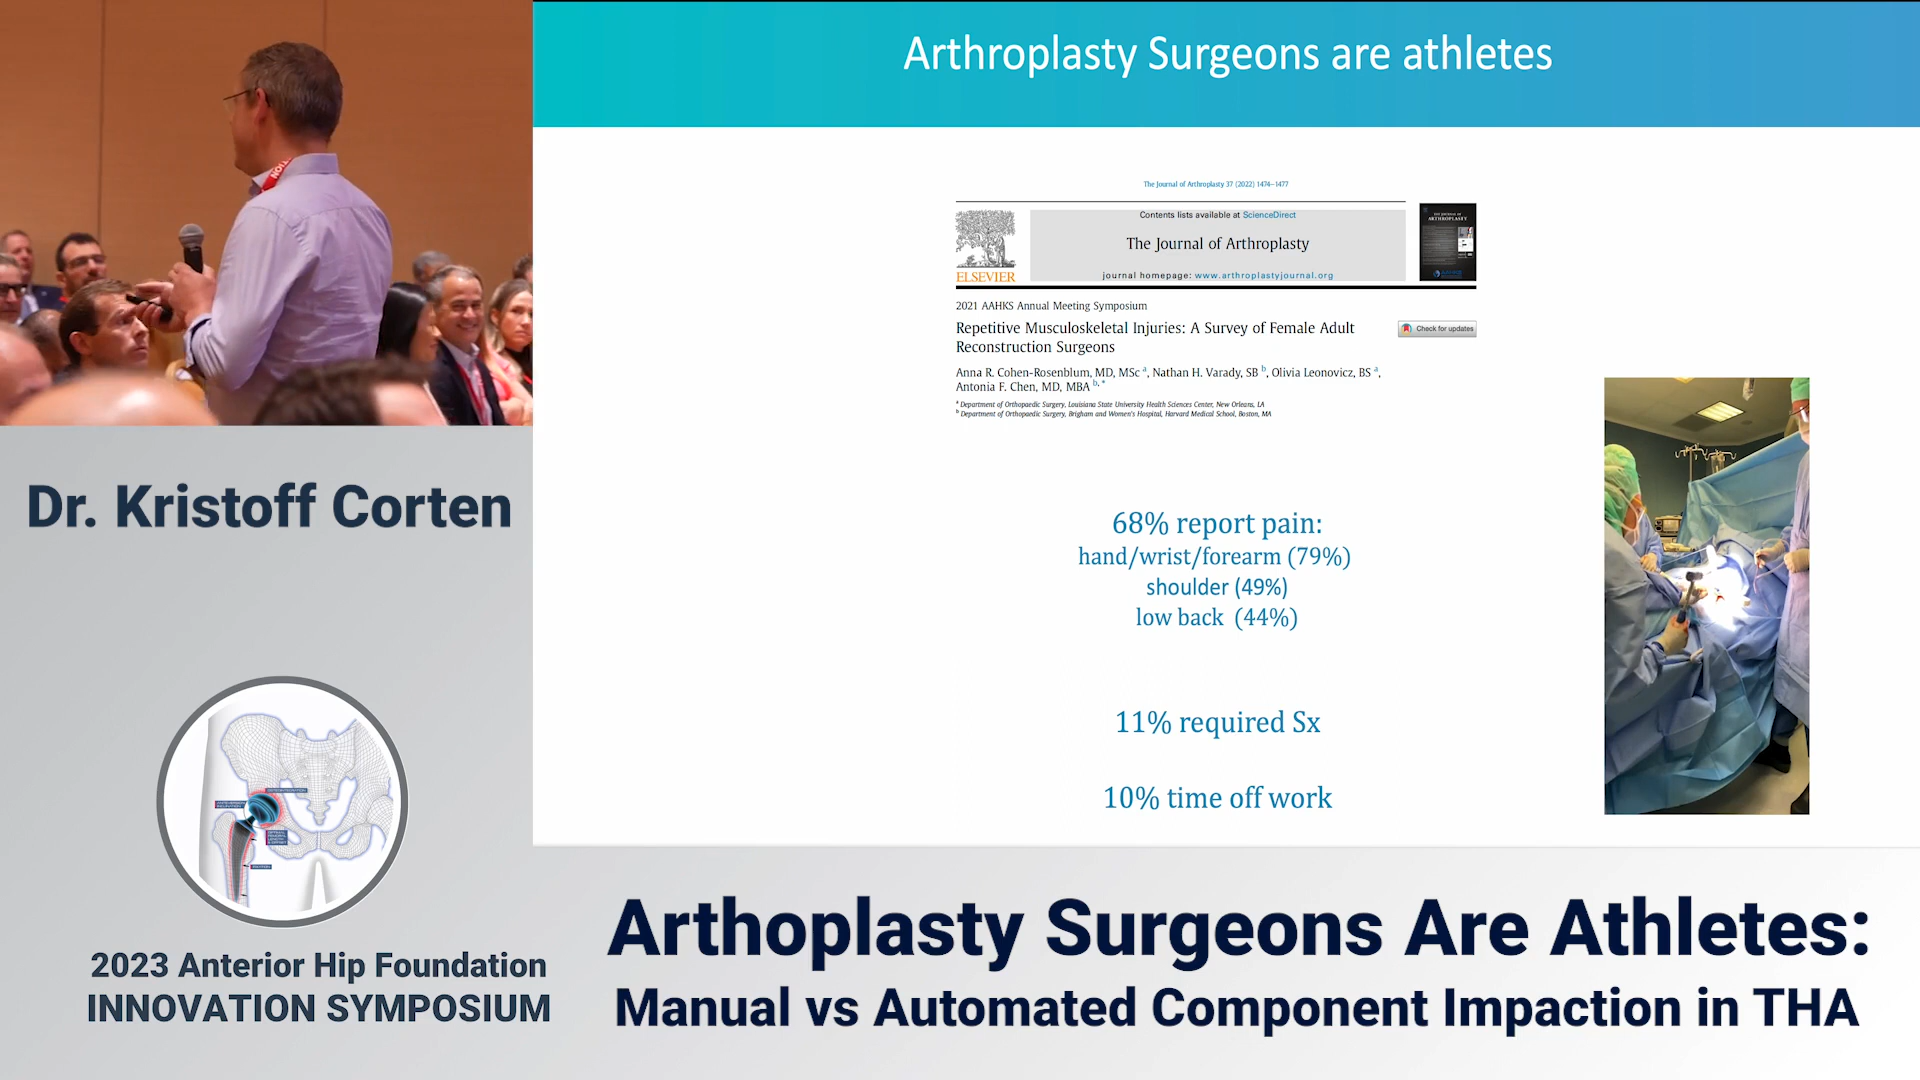 Arthroplasty Surgeons are athletes
The Journal of Arthroplasty 37 (2022) 1474–1477
Contents lists available at ScienceDirect
The Journal of Arthroplasty
journal homepage: www.arthroplastyjournal.org
ELSEVIER
2021 AAHKS Annual Meeting Symposium
Repetitive Musculoskeletal Injuries: A Survey of Female Adult
Reconstruction Surgeons
Check for updates
Anna R. Cohen-Rosenblum, MD, MSc a, Nathan H. Varady, SB b, Olivia Leonovicz, BS a,
Antonia F. Chen, MD, MBA b, *
a Department of Orthopaedic Surgery, Louisiana State University Health Sciences Center, New Orleans, LA
b Department of Orthopaedic Surgery, Brigham and Women's Hospital, Harvard Medical School, Boston, MA
68% report pain:
hand/wrist/forearm (79%)
shoulder (49%)
low back (44%)
11% required Sx
10% time off work
Dr. Kristoff Corten
2023 Anterior Hip Foundation
INNOVATION SYMPOSIUM
Arthoplasty Surgeons Are Athletes:
Manual vs Automated Component Impaction in THA